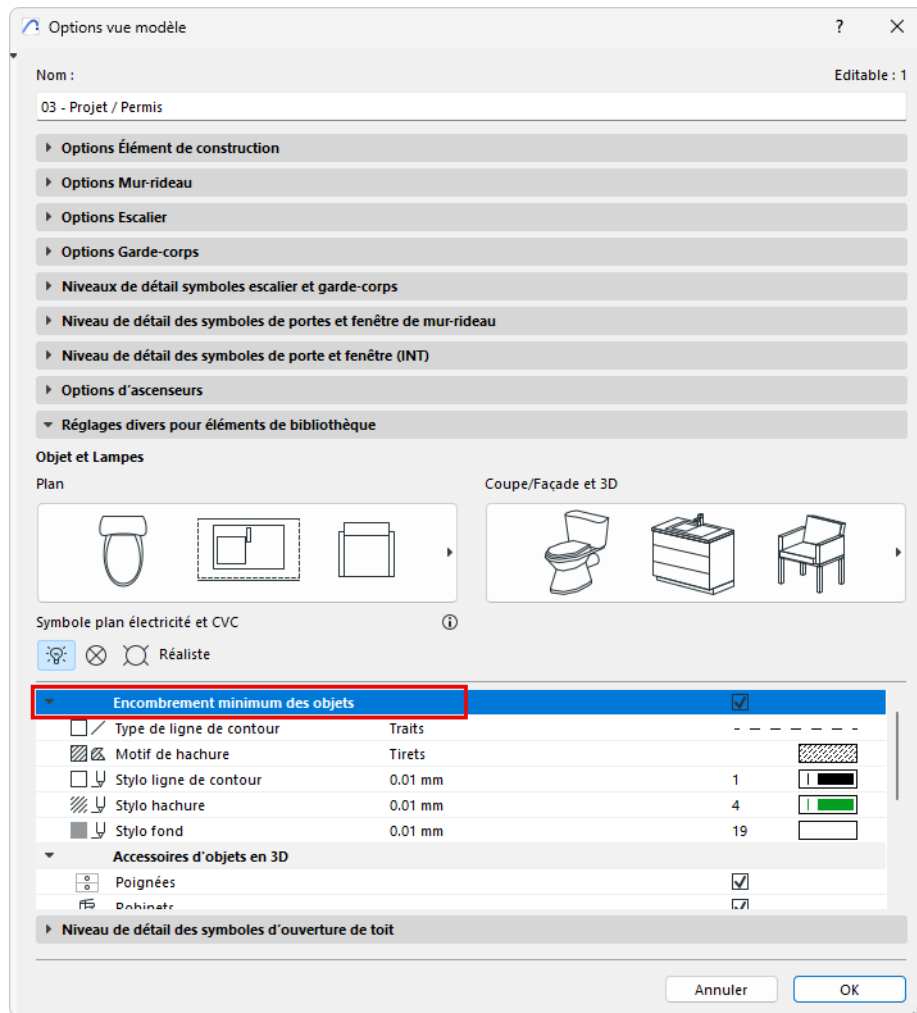 Options vue modèle
?
Nom :
Editable : 1
03 - Projet / Permis
Options Élément de construction
Options Mur-rideau
Options Escalier
Options Garde-corps
Niveaux de détail symboles escalier et garde-corps
Niveau de détail des symboles de portes et fenêtre de mur-rideau
Niveau de détail des symboles de porte et fenêtre (INT)
Options d'ascenseurs
Réglages divers pour éléments de bibliothèque
Objet et Lampes
Plan
Coupe/Façade et 3D
Symbole plan électricité et CVC
Réaliste
Encombrement minimum des objets
Type de ligne de contour Traits
Motif de hachure Tirets
Stylo ligne de contour 0.01 mm 1
Stylo hachure 0.01 mm 4
Stylo fond 0.01 mm 19
Accessoires d'objets en 3D
Poignées
Robinets
Niveau de détail des symboles d'ouverture de toit
Annuler
OK